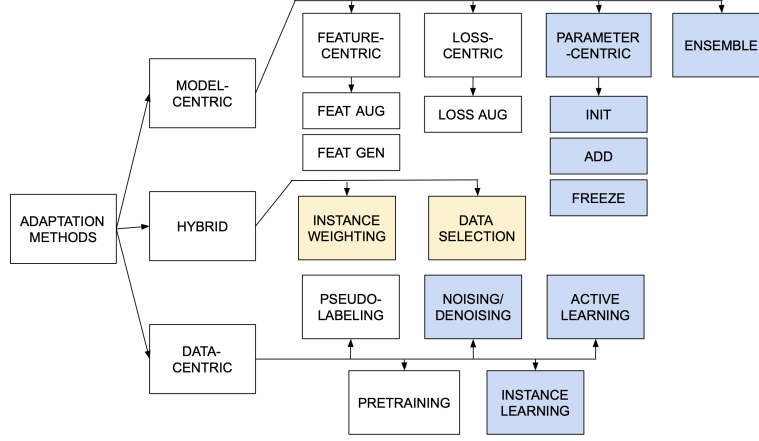 FEATURE-
CENTRIC
LOSS-
CENTRIC
PARAMETER
-CENTRIC
ENSEMBLE
MODEL-
CENTRIC
FEAT AUG
LOSS AUG
INIT
FEAT GEN
ADD
FREEZE
ADAPTATION
METHODS
HYBRID
INSTANCE
WEIGHTING
DATA
SELECTION
PSEUDO-
LABELING
NOISING/
DENOISING
ACTIVE
LEARNING
DATA-
CENTRIC
PRETRAINING
INSTANCE
LEARNING